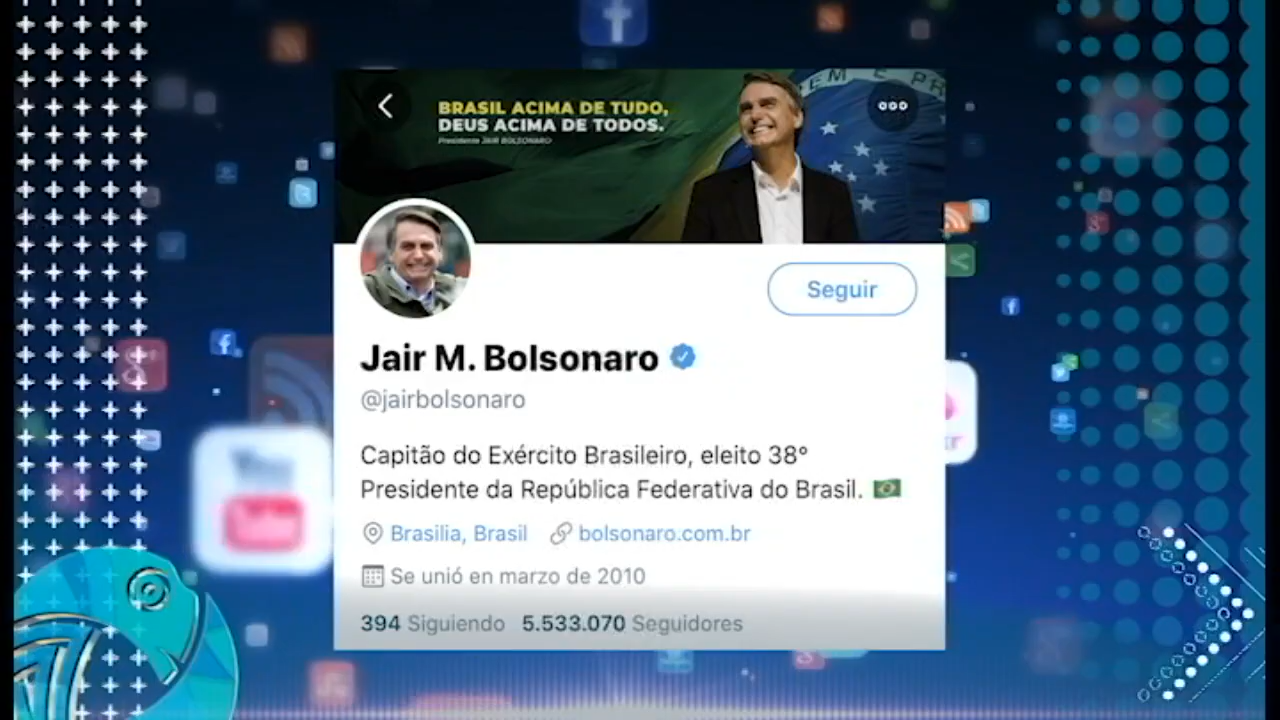 BRASIL ACIMA DE TUDO,
DEUS ACIMA DE TODOS.
Presidente JAIR BOLSONARO
EM E PR
Seguir
Jair M. Bolsonaro
@jairbolsonaro
Capitão do Exército Brasileiro, eleito 38°
Presidente da República Federativa do Brasil.
Brasilia, Brasil bolsonaro.com.br
Se unió en marzo de 2010
394 Siguiendo 5.533.070 Seguidores